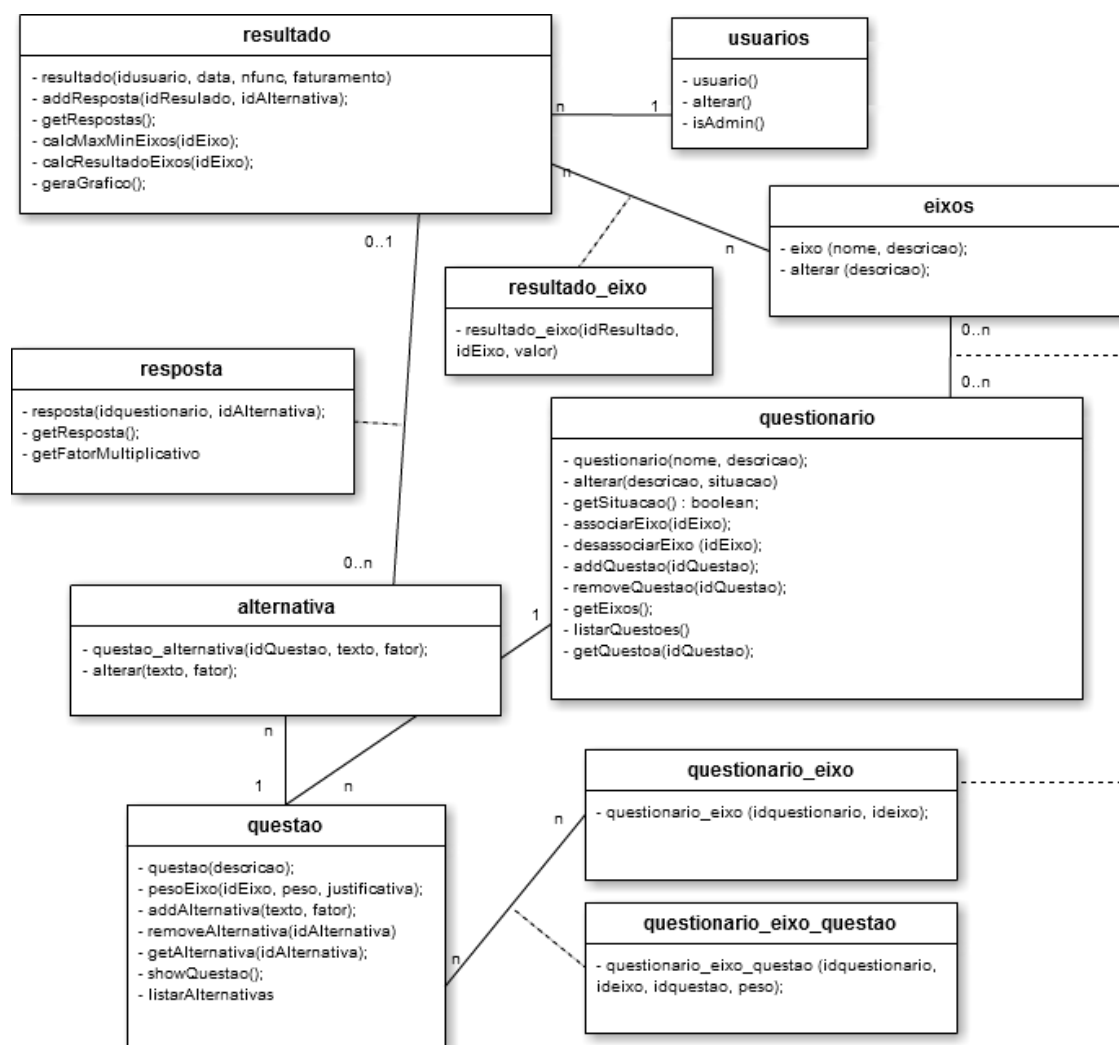 resultado
- resultado(idusuario, data, nfunc, faturamento)
- addResposta(idResulado, idAlternativa);
- getRespostas();
- calcMaxMinEixos(idEixo);
- calcResultadoEixos(idEixo);
- geraGrafico();
usuarios
- usuario()
- alterar()
- isAdmin()
n
1
n
n
eixos
- eixo (nome, descricao);
- alterar (descricao);
0..1
resultado_eixo
- resultado_eixo(idResultado,
idEixo, valor)
0..n
0..n
resposta
- resposta(idquestionario, idAlternativa);
- getResposta();
- getFatorMultiplicativo
questionario
- questionario(nome, descricao);
- alterar(descricao, situacao)
- getSituacao() : boolean;
- associarEixo(idEixo);
- desassociarEixo (idEixo);
- addQuestao(idQuestao);
- removeQuestao(idQuestao);
- getEixos();
- listarQuestoes()
- getQuestoa(idQuestao);
0..n
alternativa
- questao_alternativa(idQuestao, texto, fator);
- alterar(texto, fator);
1
n
1
n
questao
- questao(descricao);
- pesoEixo(idEixo, peso, justificativa);
- addAlternativa(texto, fator);
- removeAlternativa(idAlternativa)
- getAlternativa(idAlternativa);
- showQuestao();
- listarAlternativas
n
n
questionario_eixo
- questionario_eixo (idquestionario, ideixo);
questionario_eixo_questao
- questionario_eixo_questao (idquestionario,
ideixo, idquestao, peso);